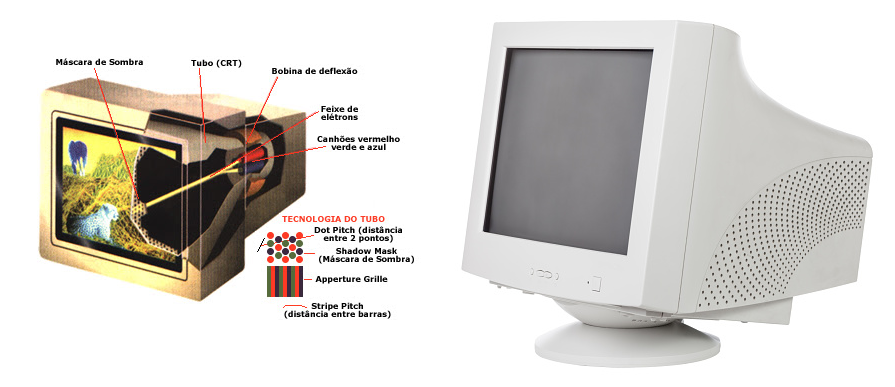 Máscara de Sombra
Tubo (CRT)
Bobina de deflexão
Feixe de
elétrons
Canhões vermelho
verde e azul
TECNOLOGIA DO TUBO
Dot Pitch (distância
entre 2 pontos)
Shadow Mask
(Máscara de Sombra)
Apperture Grille
Stripe Pitch
(distância entre barras)